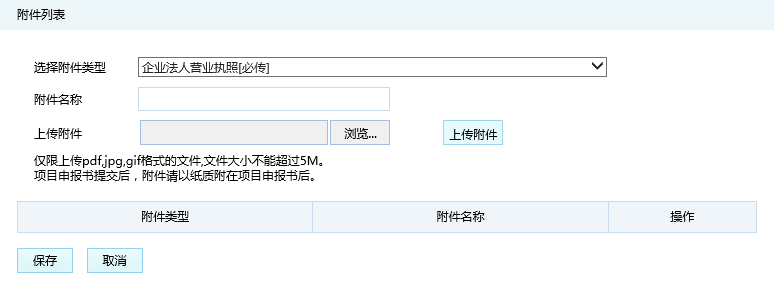 附件列表
选择附件类型 企业法人营业执照[必传]
附件名称
上传附件 浏览... 上传附件
仅限上传pdf,jpg,gif格式的文件,文件大小不能超过5M。
项目申报书提交后，附件请以纸质附在项目申报书后。
附件类型 附件名称 操作
保存 取消